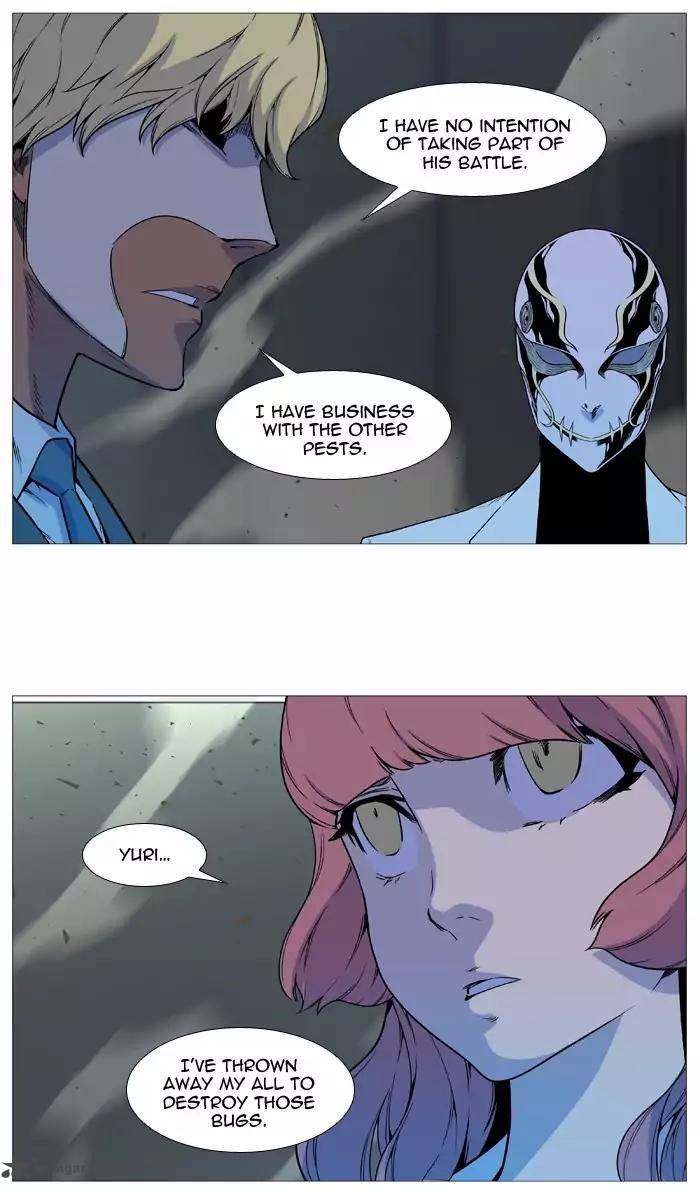 I HAVE NO INTENTION
OF TAKING PART OF
HIS BATTLE.
I HAVE BUSINESS
WITH THE OTHER
PESTS.
YURI...
I'VE THROWN
AWAY MY ALL TO
DESTROY THOSE
BUGS.